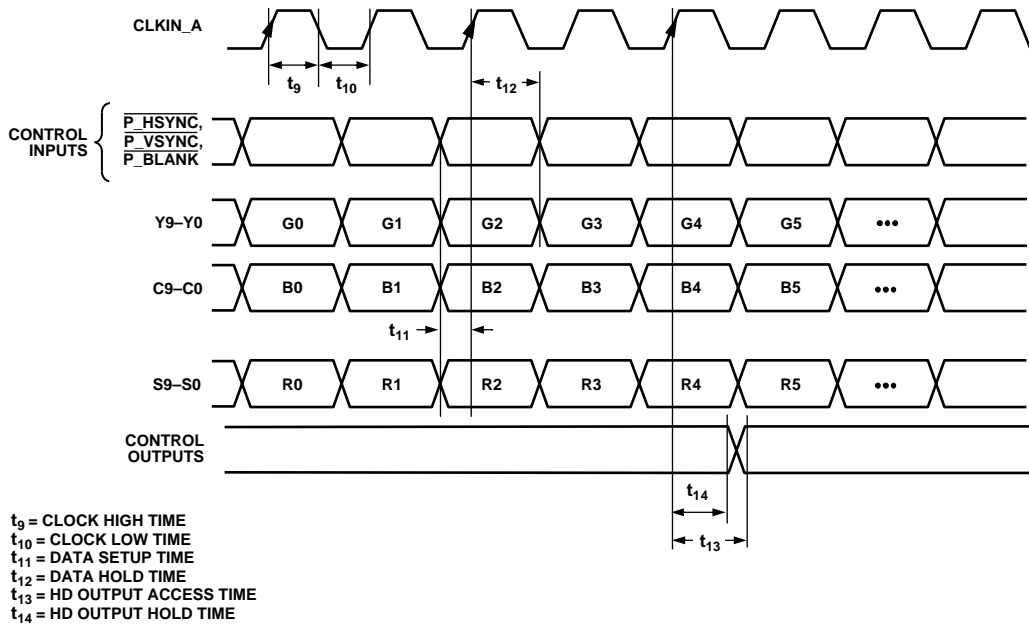 CLKIN_A
t9
t10
t12
CONTROL
INPUTS
P_HSYNC,
P_VSYNC,
P_BLANK
Y9–Y0
G0 G1 G2 G3 G4 G5 •••
C9–C0
B0 B1 B2 B3 B4 B5 •••
t11
S9–S0
R0 R1 R2 R3 R4 R5 •••
CONTROL
OUTPUTS
t14
t13
t9 = CLOCK HIGH TIME
t10 = CLOCK LOW TIME
t11 = DATA SETUP TIME
t12 = DATA HOLD TIME
t13 = HD OUTPUT ACCESS TIME
t14 = HD OUTPUT HOLD TIME